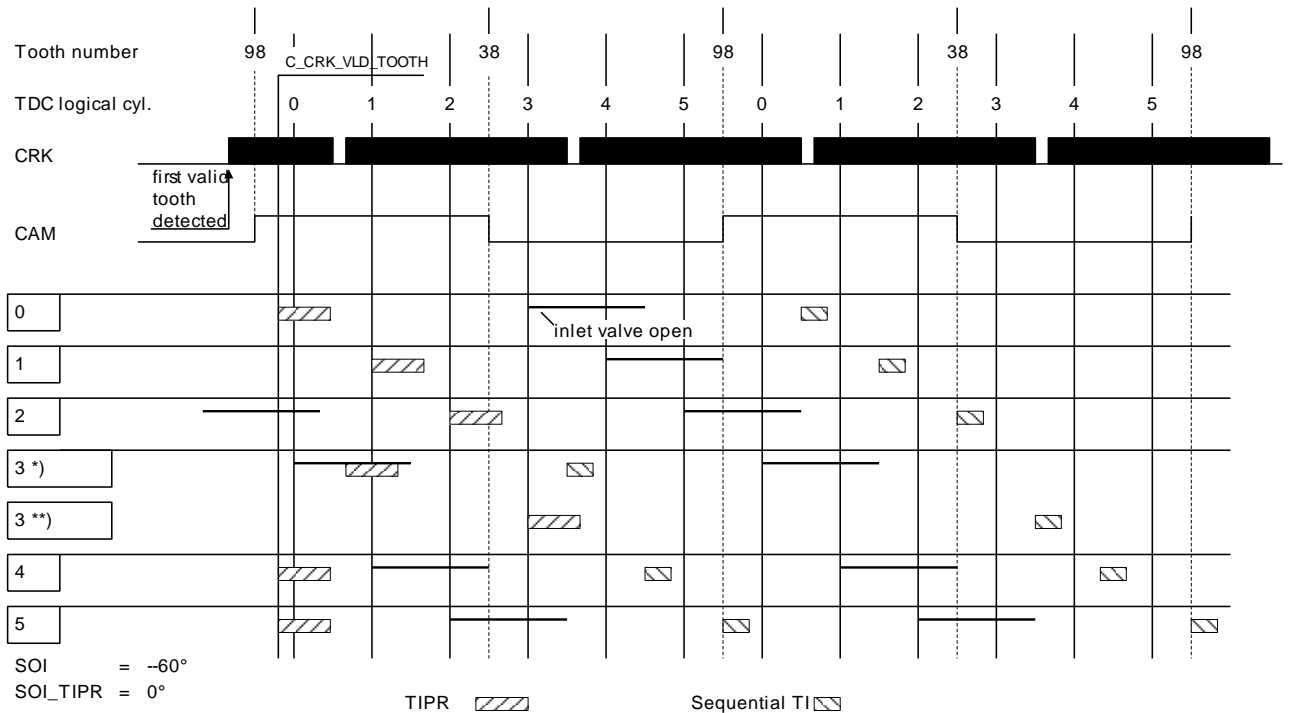 Tooth number 98 38 98 38 98
C_CRK_VLD_TOOTH
TDC logical cyl. 0 1 2 3 4 5 0 1 2 3 4 5
CRK
first valid
tooth
detected
CAM
0
inlet valve open
1
2
3 *)
3 **)
4
5
SOI = --60°
SOI_TIPR = 0°
TIPR Sequential TI